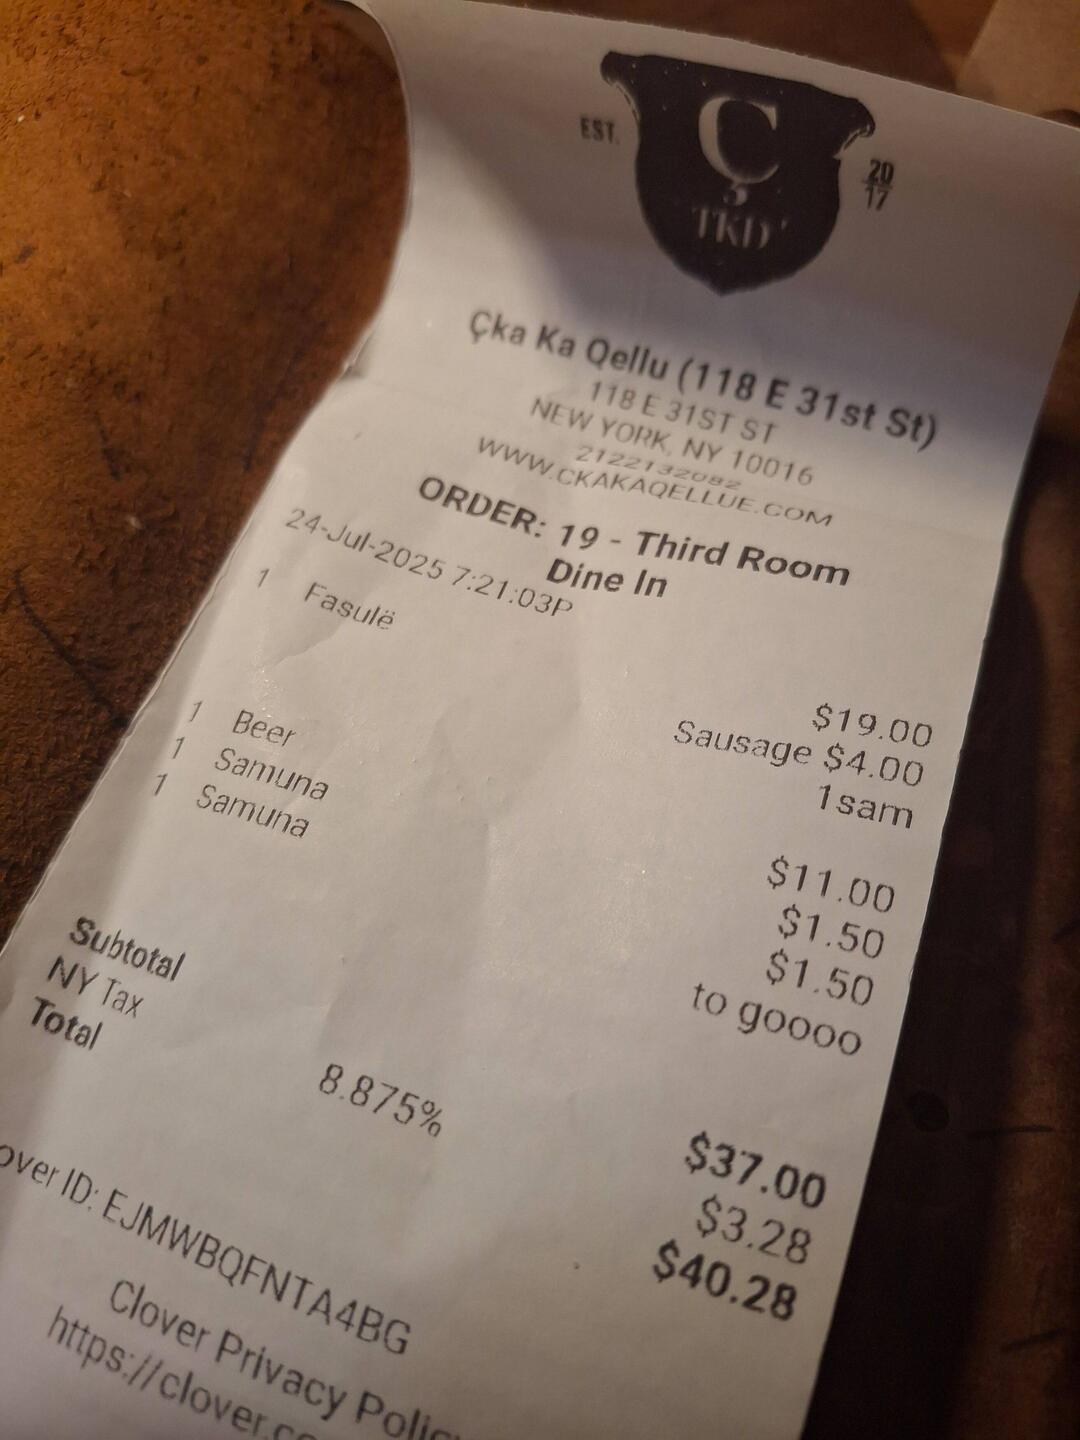 EST.
Ç
TKD
20
17
Çka Ka Qellu (118 E 31st St)
118 E 31ST ST
NEW YORK, NY 10016
2122132082
WWW.CKAKAQELLUE.COM
ORDER: 19 - Third Room
Dine In
24-Jul-2025 7:21:03P
1 Fasulë $19.00
Sausage $4.00
1sam
1 Beer $11.00
1 Samuna $1.50
1 Samuna $1.50
to goooo
Subtotal $37.00
NY Tax 8.875% $3.28
Total $40.28
over ID: EJMWBQFNTA4BG
Clover Privacy Policy
https://clover.co